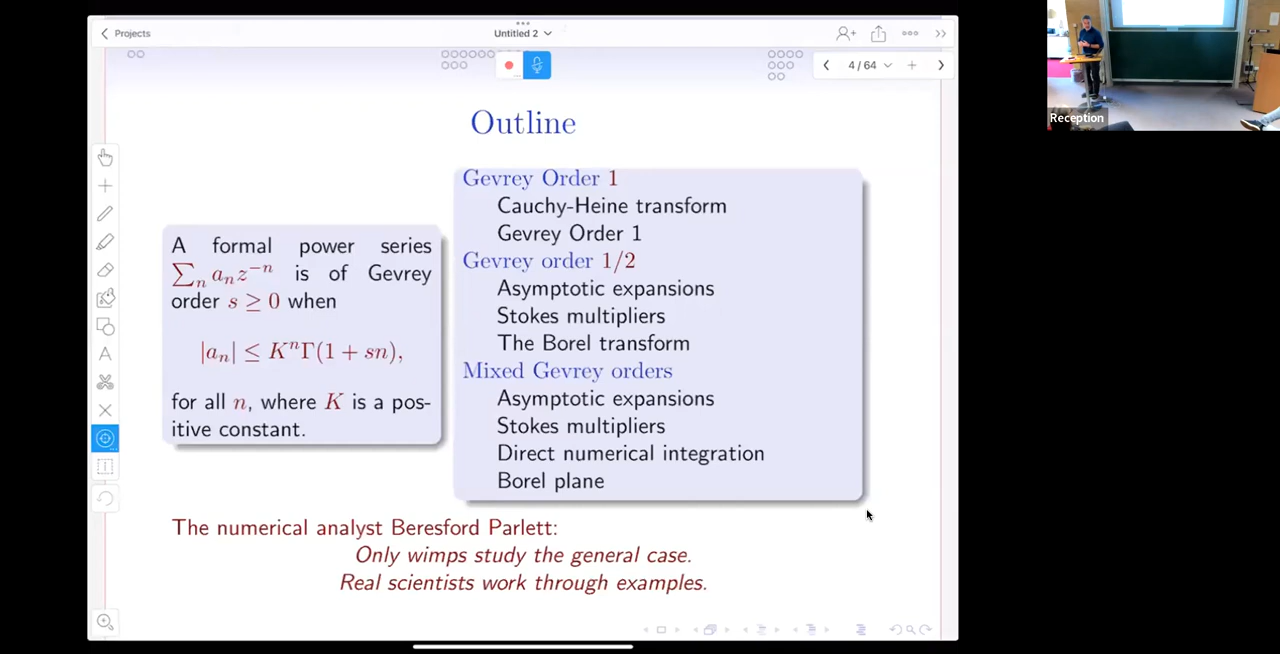 Projects
Untitled 2
4/64
Outline
A formal power series
∑ₙ aₙz⁻ⁿ is of Gevrey
order s ≥ 0 when
|aₙ| ≤ KⁿΓ(1 + sn),
for all n, where K is a pos-
itive constant.
Gevrey Order 1
Cauchy-Heine transform
Gevrey Order 1
Gevrey order 1/2
Asymptotic expansions
Stokes multipliers
The Borel transform
Mixed Gevrey orders
Asymptotic expansions
Stokes multipliers
Direct numerical integration
Borel plane
The numerical analyst Beresford Parlett:
Only wimps study the general case.
Real scientists work through examples.
Reception